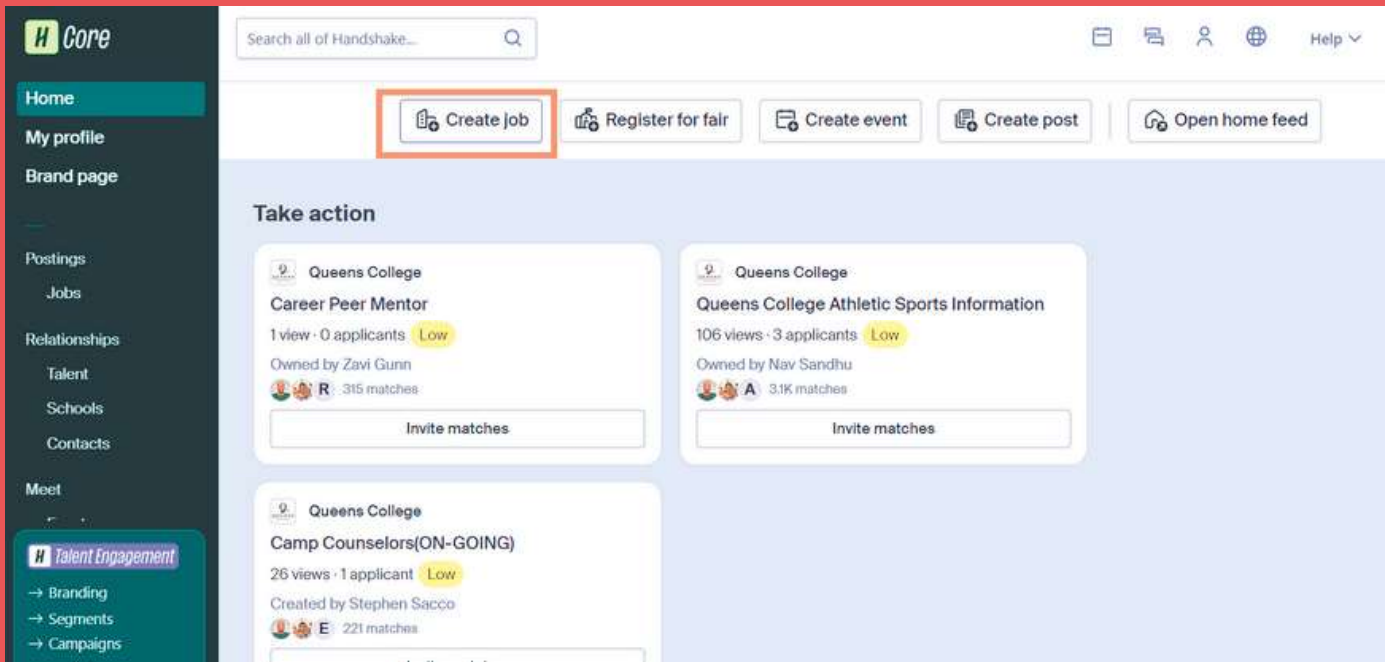 H Core
Search all of Handshake...
Help
Home
My profile
Brand page
Postings
Jobs
Relationships
Talent
Schools
Contacts
Meet
H Talent Engagement
→ Branding
→ Segments
→ Campaigns
Create job
Register for fair
Create event
Create post
Open home feed
Take action
Queens College
Career Peer Mentor
1 view · 0 applicants Low
Owned by Zavi Gunn
R 315 matches
Invite matches
Queens College
Queens College Athletic Sports Information
106 views · 3 applicants Low
Owned by Nav Sandhu
A 3.1K matches
Invite matches
Queens College
Camp Counselors(ON-GOING)
26 views · 1 applicant Low
Created by Stephen Sacco
E 221 matches